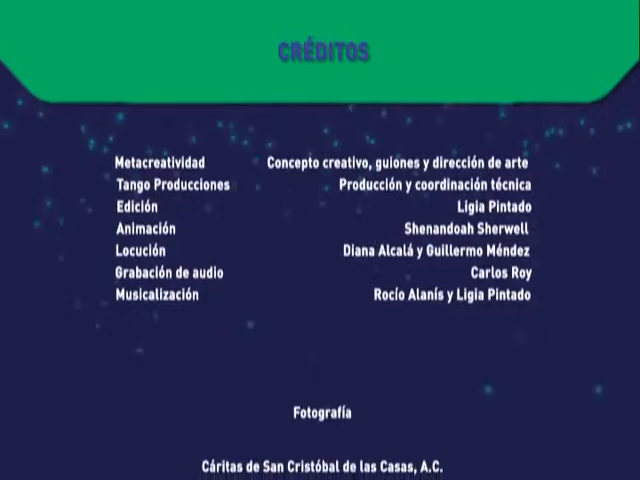 CRÉDITOS
Metacreatividad Concepto creativo, guiones y dirección de arte
Tango Producciones Producción y coordinación técnica
Edición Ligia Pintado
Animación Shenandoah Sherwell
Locución Diana Alcalá y Guillermo Méndez
Grabación de audio Carlos Roy
Musicalización Rocío Alanís y Ligia Pintado
Fotografía
Cáritas de San Cristóbal de las Casas, A.C.